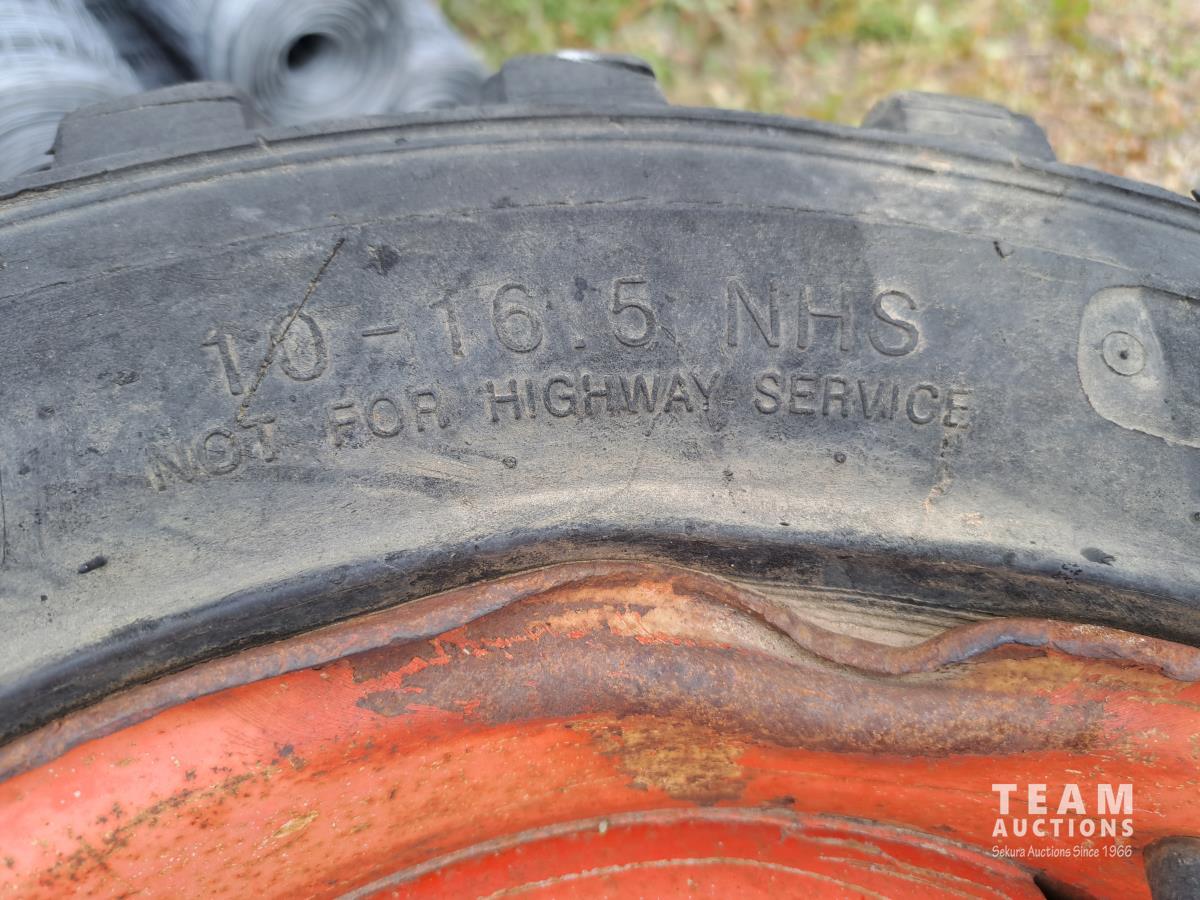 10-16.5 NHS
NOT FOR HIGHWAY SERVICE
TEAM
AUCTIONS
Sekura Auctions Since 1966